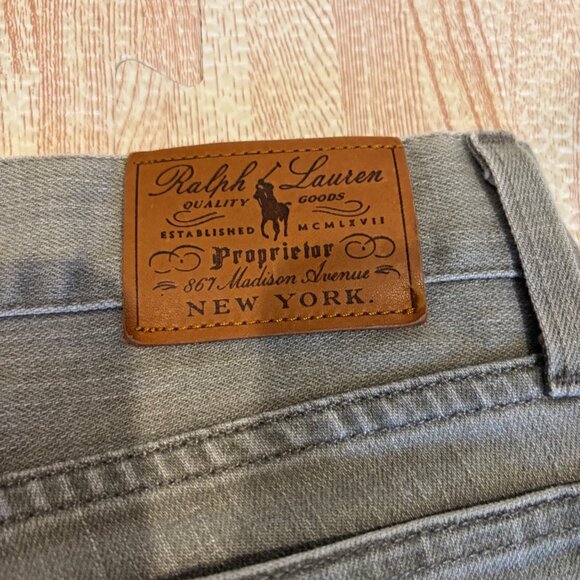 Ralph Lauren
QUALITY GOODS
ESTABLISHED MCMLXVII
Proprietor
867 Madison Avenue
NEW YORK.